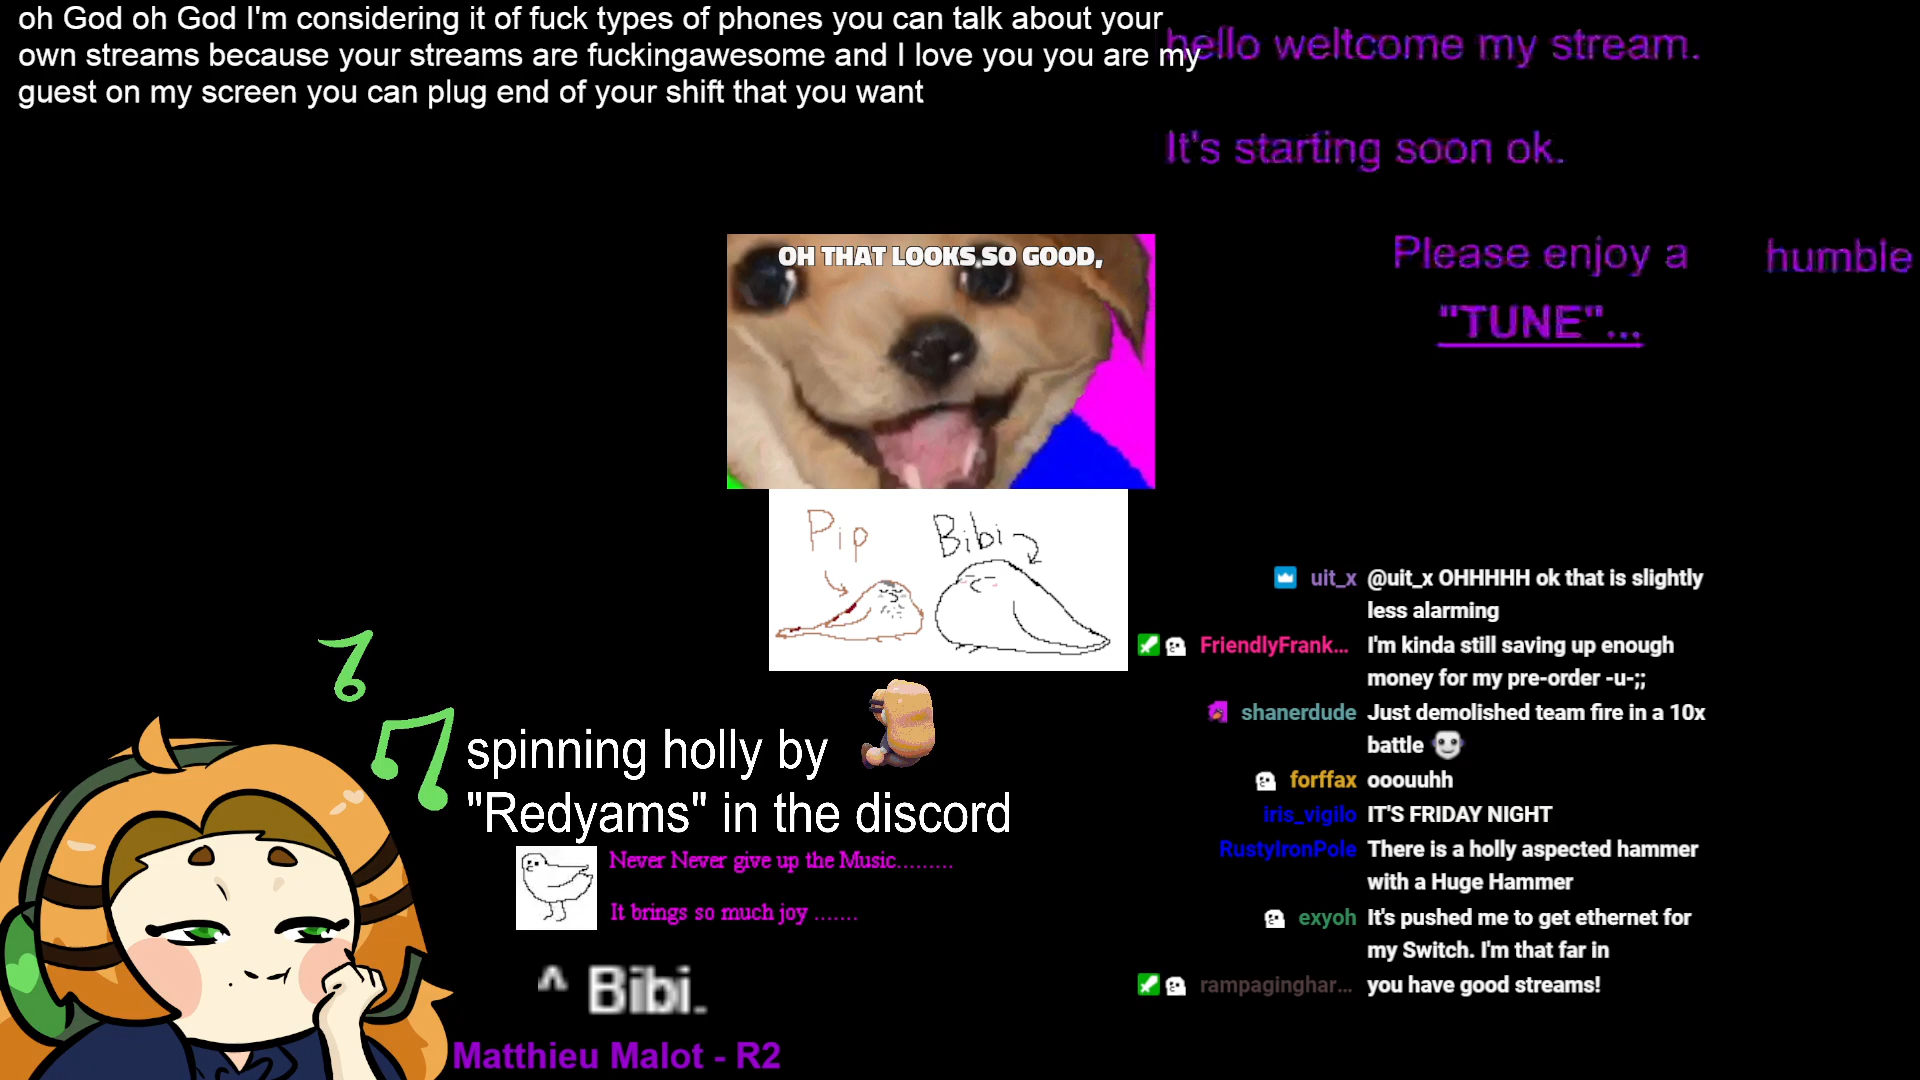 oh God oh God I'm considering it of fuck types of phones you can talk about your
own streams because your streams are fuckingawesome and I love you you are my
guest on my screen you can plug end of your shift that you want
hello weltcome my stream.
It's starting soon ok.
Please enjoy a humble
"TUNE"...
OH THAT LOOKS SO GOOD,
Pip
Bibi
spinning holly by
"Redyams" in the discord
Never Never give up the Music.........
It brings so much joy .......
^ Bibi.
Matthieu Malot - R2
uit_x @uit_x OHHHHH ok that is slightly
less alarming
FriendlyFrank... I'm kinda still saving up enough
money for my pre-order -u-;;
shanerdude Just demolished team fire in a 10x
battle
forffax ooouuhh
iris_vigilo IT'S FRIDAY NIGHT
RustyIronPole There is a holly aspected hammer
with a Huge Hammer
exyoh It's pushed me to get ethernet for
my Switch. I'm that far in
rampaginghar... you have good streams!